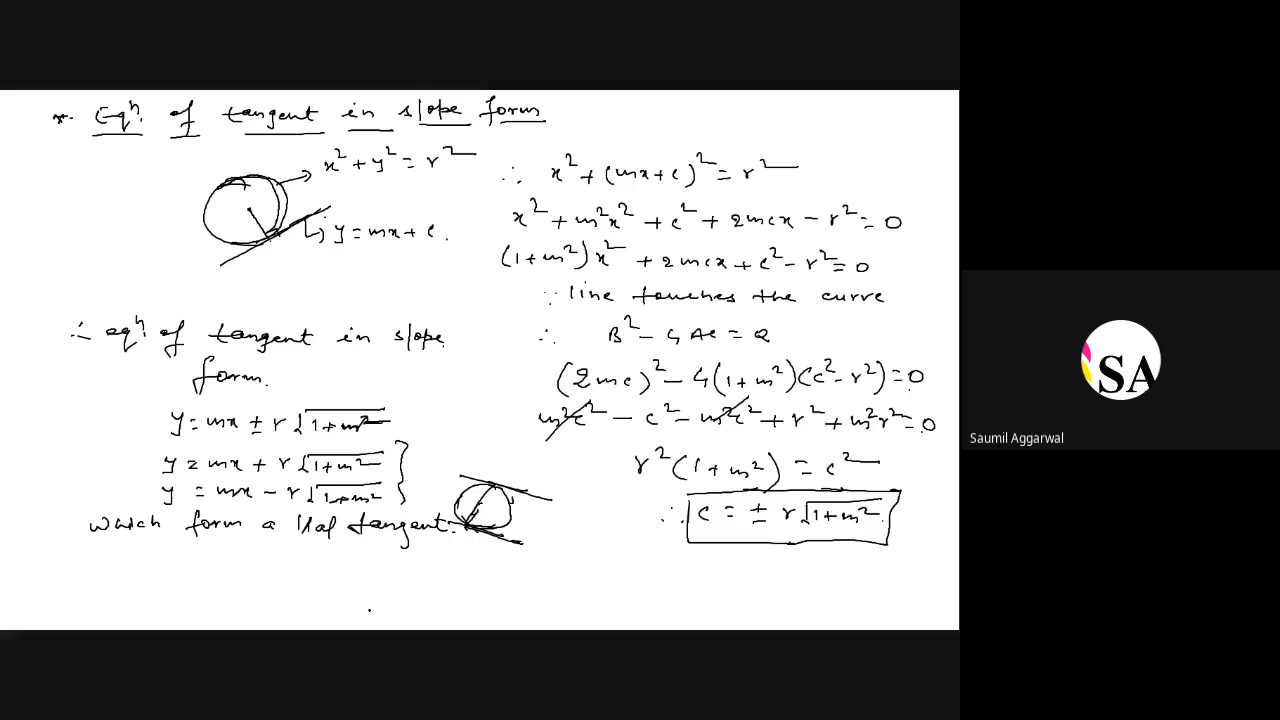 *. Eqⁿ. of tangent in slope form
x² + y² = r²
y = mx + c.
∴ eqⁿ. of tangent in slope
form.
y = mx ± r√1+m²
y = mx + r√1+m²
y = mx - r√1+m²
which form a llal tangent.
∴ x² + (mx+c)² = r²
x² + m²x² + c² + 2mcx - r² = 0
(1+m²)x² + 2mcx + c² - r² = 0
∵ line touches the curve
∴ B² - 4AC = 0
(2mc)² - 4(1+m²)(c² - r²) = 0
m²c² - c² - m²c² + r² + m²r² = 0
r²(1+m²) = c²
∴ c = ± r√1+m².
SA
Saumil Aggarwal